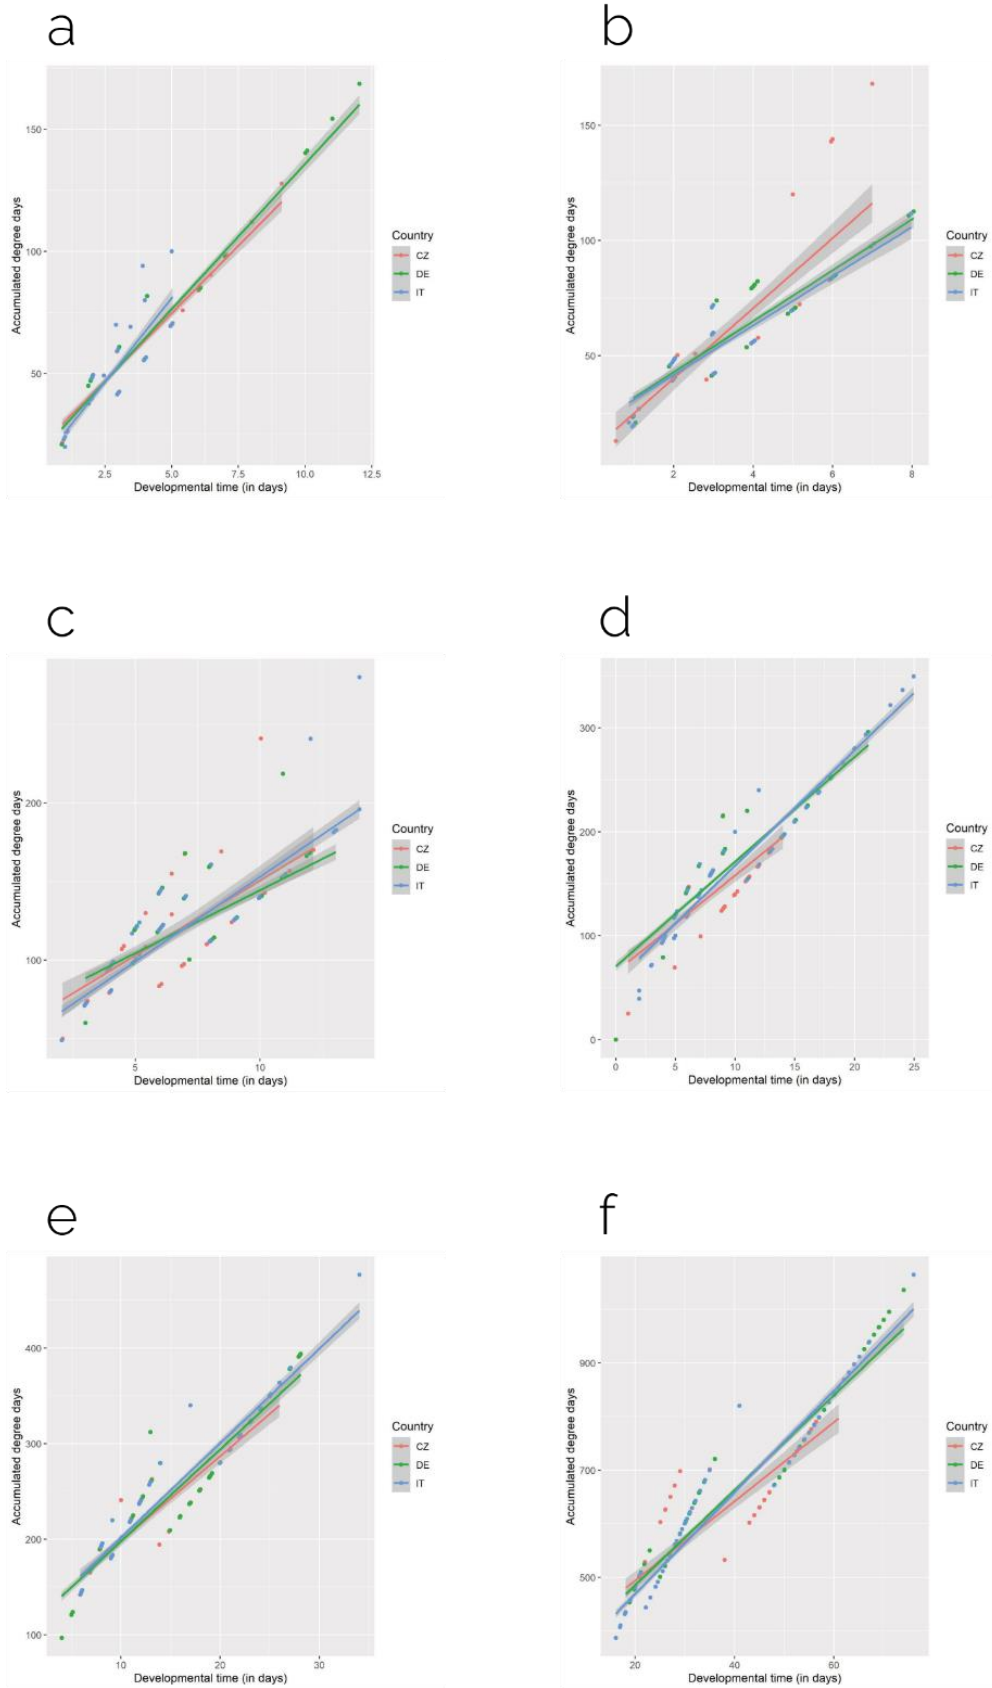 a
Accumulated degree days
150
100
50
2.5 5.0 7.5 10.0 12.5
Developmental time (in days)
Country
CZ
DE
IT
b
Accumulated degree days
150
100
50
2 4 6 8
Developmental time (in days)
Country
CZ
DE
IT
c
Accumulated degree days
200
100
5 10
Developmental time (in days)
Country
CZ
DE
IT
d
Accumulated degree days
300
200
100
0
0 5 10 15 20 25
Developmental time (in days)
Country
CZ
DE
IT
e
Accumulated degree days
400
300
200
100
10 20 30
Developmental time (in days)
Country
CZ
DE
IT
f
Accumulated degree days
900
700
500
20 40 60
Developmental time (in days)
Country
CZ
DE
IT